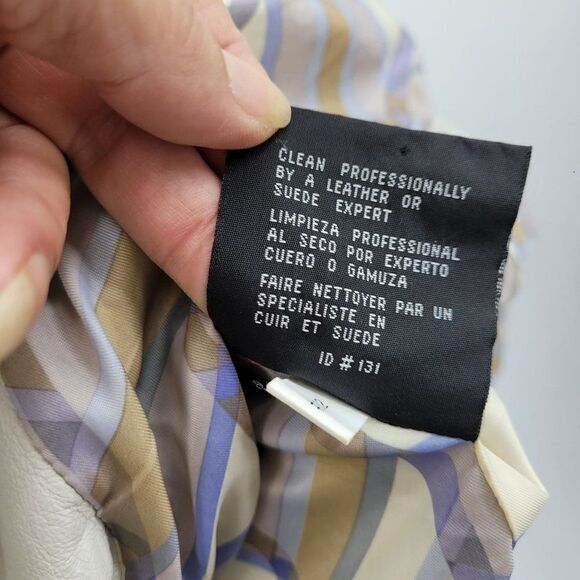 CLEAN PROFESSIONALLY
BY A LEATHER OR
SUEDE EXPERT
LIMPIEZA PROFESSIONAL
AL SECO POR EXPERTO
CUERO O GAMUZA
FAIRE NETTOYER PAR UN
SPECIALISTE EN
CUIR ET SUEDE
ID # 131